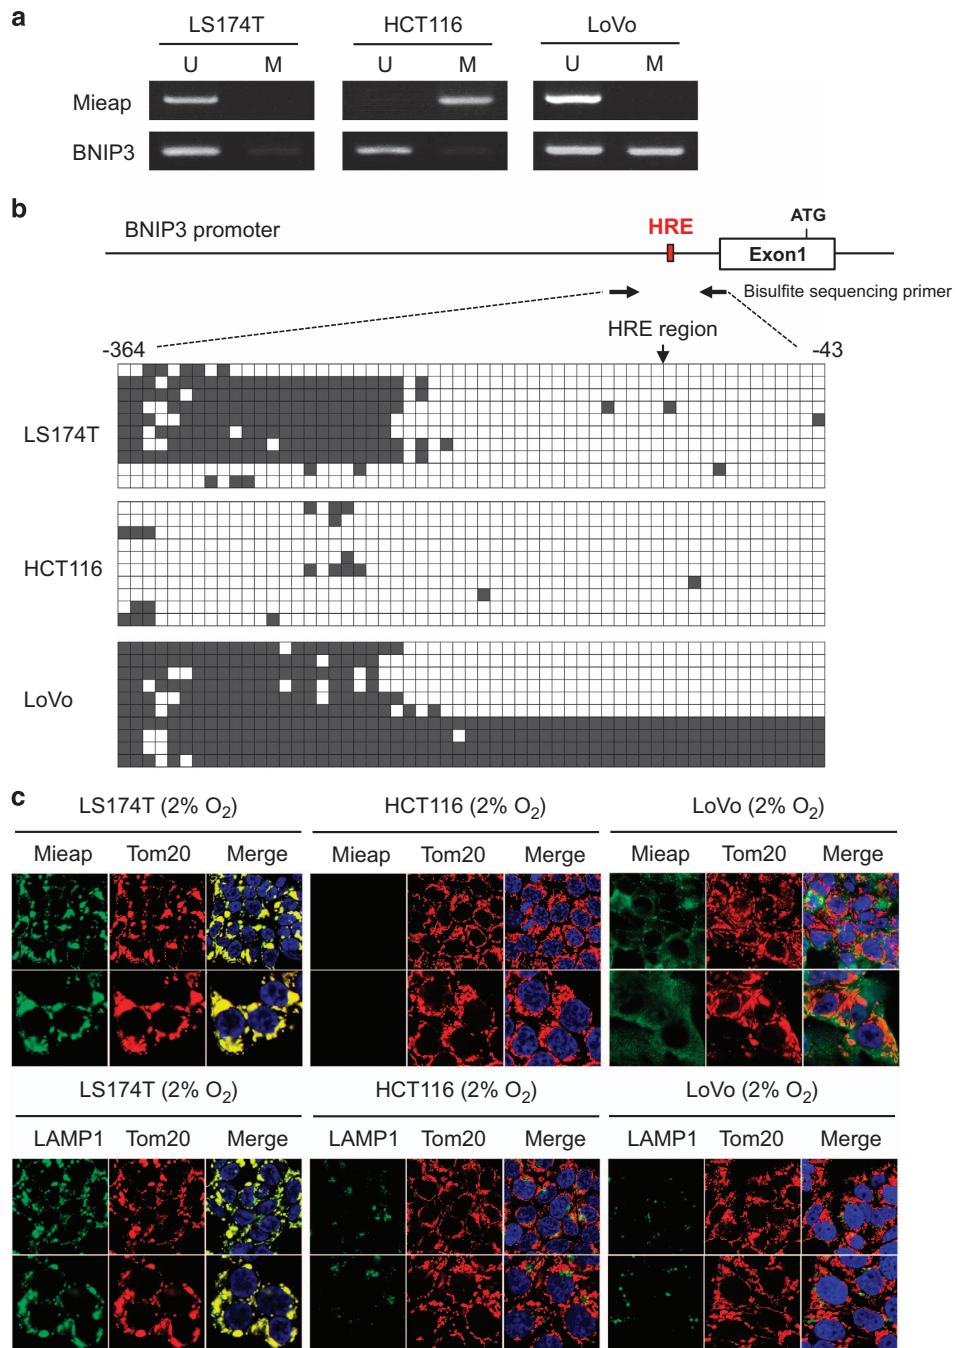 a
LS174T HCT116 LoVo
U M U M U M
Mieap
BNIP3
b
BNIP3 promoter HRE ATG
Exon1
Bisulfite sequencing primer
HRE region
-364 -43
LS174T
HCT116
LoVo
c
LS174T (2% O2) HCT116 (2% O2) LoVo (2% O2)
Mieap Tom20 Merge Mieap Tom20 Merge Mieap Tom20 Merge
LS174T (2% O2) HCT116 (2% O2) LoVo (2% O2)
LAMP1 Tom20 Merge LAMP1 Tom20 Merge LAMP1 Tom20 Merge